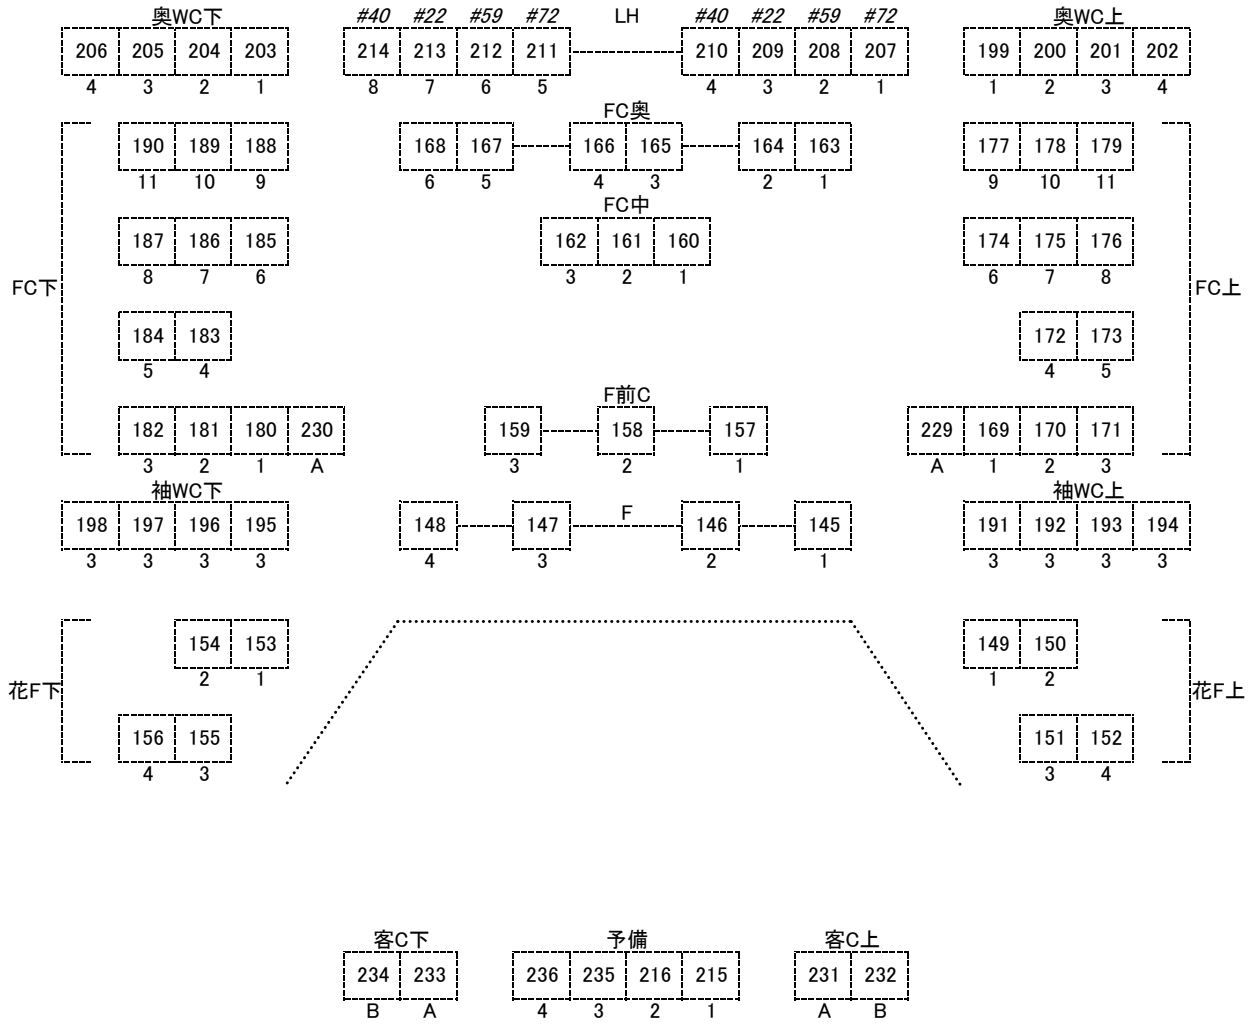 奥WC下 #40 #22 #59 #72 LH #40 #22 #59 #72 奥WC上
206 205 204 203 214 213 212 211 210 209 208 207 199 200 201 202
4 3 2 1 8 7 6 5 4 3 2 1 1 2 3 4
FC奥
190 189 188 168 167 166 165 164 163 177 178 179
11 10 9 6 5 4 3 2 1 9 10 11
FC中
187 186 185 162 161 160 174 175 176
8 7 6 3 2 1 6 7 8
FC下 FC上
184 183 172 173
5 4 4 5
F前C
182 181 180 230 159 158 157 229 169 170 171
3 2 1 A 3 2 1 A 1 2 3
袖WC下 F 袖WC上
198 197 196 195 148 147 146 145 191 192 193 194
3 3 3 3 4 3 2 1 3 3 3 3
154 153 149 150
2 1 1 2
花F下 花F上
156 155 151 152
4 3 3 4
客C下 予備 客C上
234 233 236 235 216 215 231 232
B A 4 3 2 1 A B